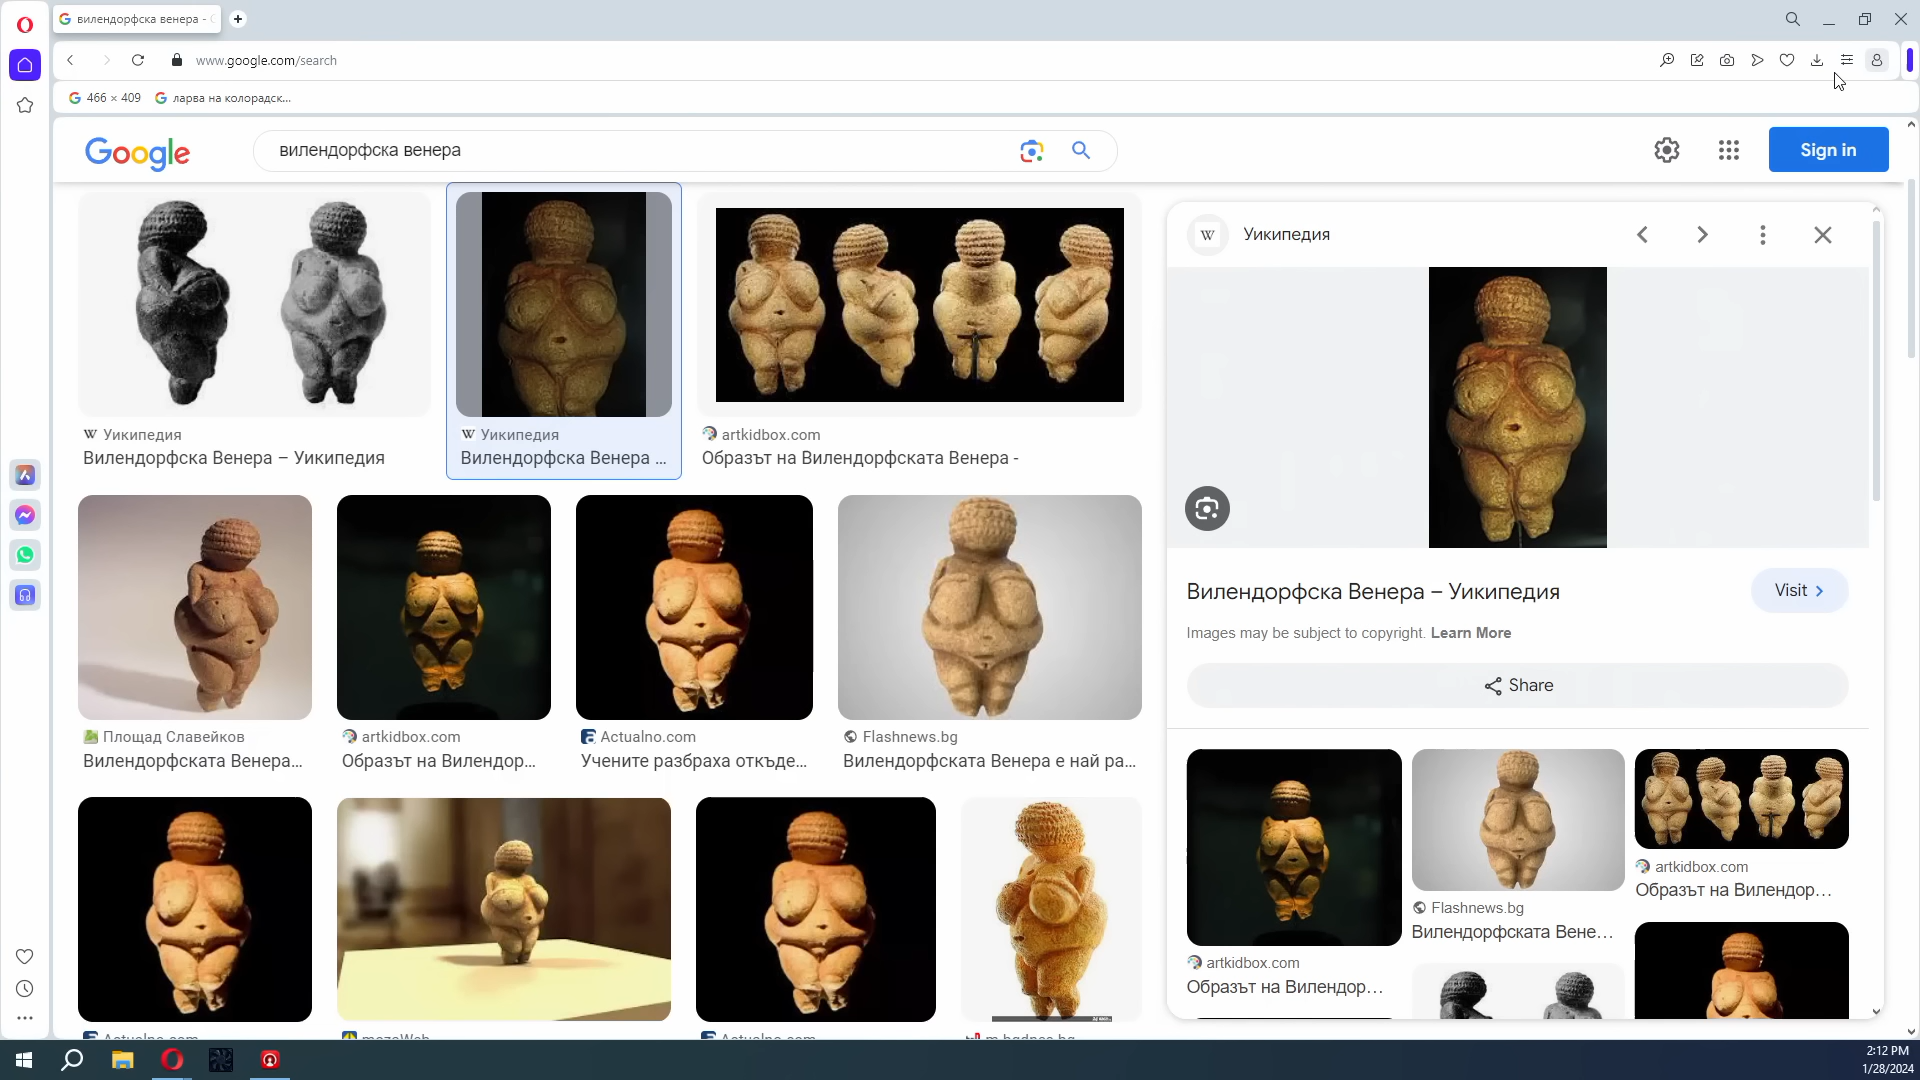 вилендорфска венера -
www.google.com/search
466 × 409
ларва на колорадск...
Google
вилендорфска венера
Sign in
Уикипедия
Вилендорфска Венера – Уикипедия
Уикипедия
Вилендорфска Венера ...
artkidbox.com
Образът на Вилендорфската Венера -
Площад Славейков
Вилендорфската Венера...
artkidbox.com
Образът на Вилендор...
Actualno.com
Учените разбраха откъде...
Flashnews.bg
Вилендорфската Венера е най ра...
W
Уикипедия
Вилендорфска Венера – Уикипедия
Visit
Images may be subject to copyright. Learn More
Share
artkidbox.com
Образът на Вилендор...
Flashnews.bg
Вилендорфската Вене...
artkidbox.com
Образът на Вилендор...
2:12 PM
1/28/2024